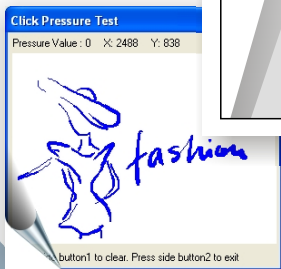 Click Pressure Test
Pressure Value : 0 X: 2488 Y: 838
fashion
button1 to clear. Press side button2 to exit